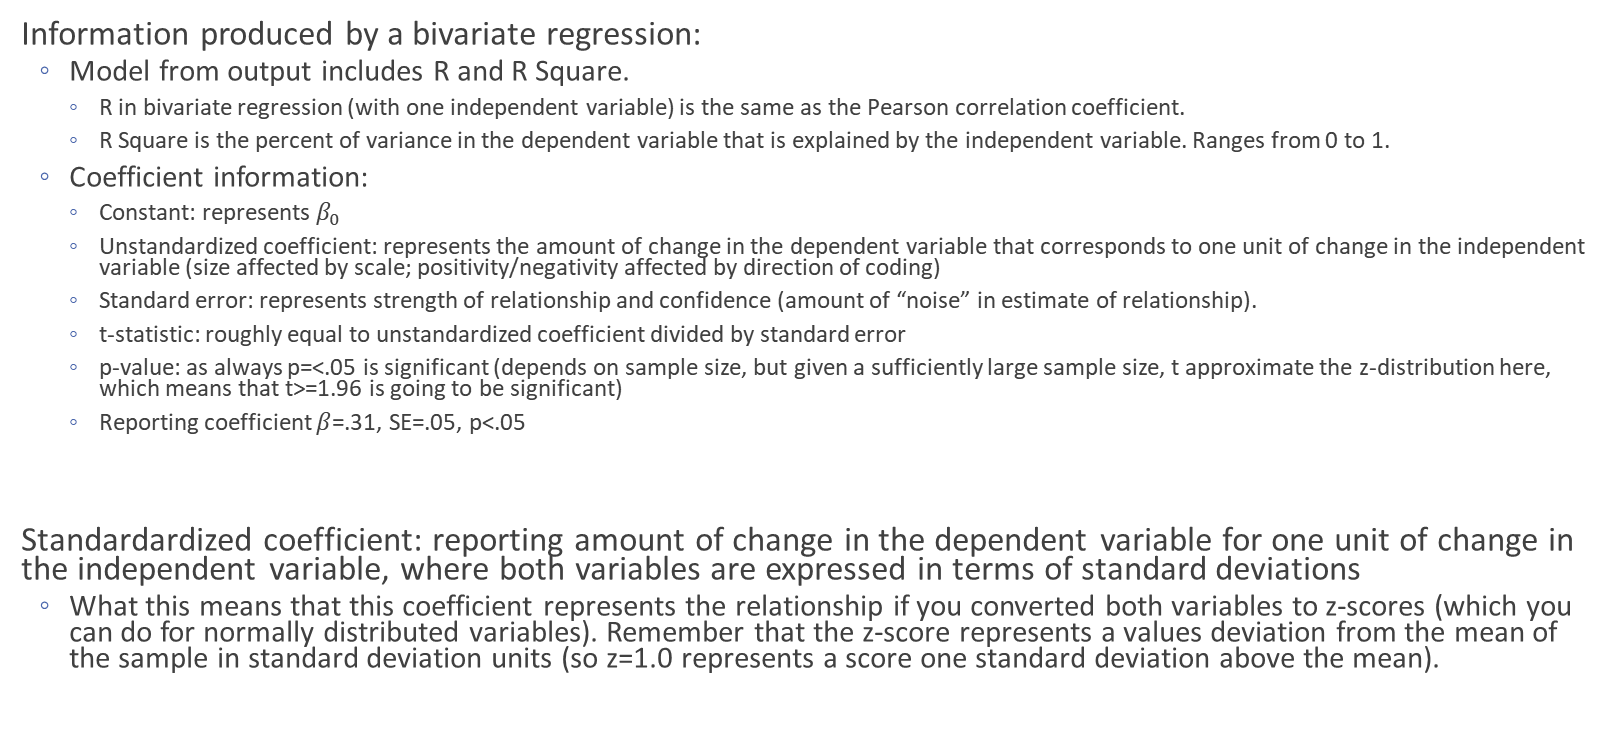 Information produced by a bivariate regression:
◦ Model from output includes R and R Square.
◦ R in bivariate regression (with one independent variable) is the same as the Pearson correlation coefficient.
◦ R Square is the percent of variance in the dependent variable that is explained by the independent variable. Ranges from 0 to 1.
◦ Coefficient information:
◦ Constant: represents β₀
◦ Unstandardized coefficient: represents the amount of change in the dependent variable that corresponds to one unit of change in the independent
variable (size affected by scale; positivity/negativity affected by direction of coding)
◦ Standard error: represents strength of relationship and confidence (amount of “noise” in estimate of relationship).
◦ t-statistic: roughly equal to unstandardized coefficient divided by standard error
◦ p-value: as always p=<.05 is significant (depends on sample size, but given a sufficiently large sample size, t approximate the z-distribution here,
which means that t>=1.96 is going to be significant)
◦ Reporting coefficient β=.31, SE=.05, p<.05
Standardardized coefficient: reporting amount of change in the dependent variable for one unit of change in
the independent variable, where both variables are expressed in terms of standard deviations
◦ What this means that this coefficient represents the relationship if you converted both variables to z-scores (which you
can do for normally distributed variables). Remember that the z-score represents a values deviation from the mean of
the sample in standard deviation units (so z=1.0 represents a score one standard deviation above the mean).